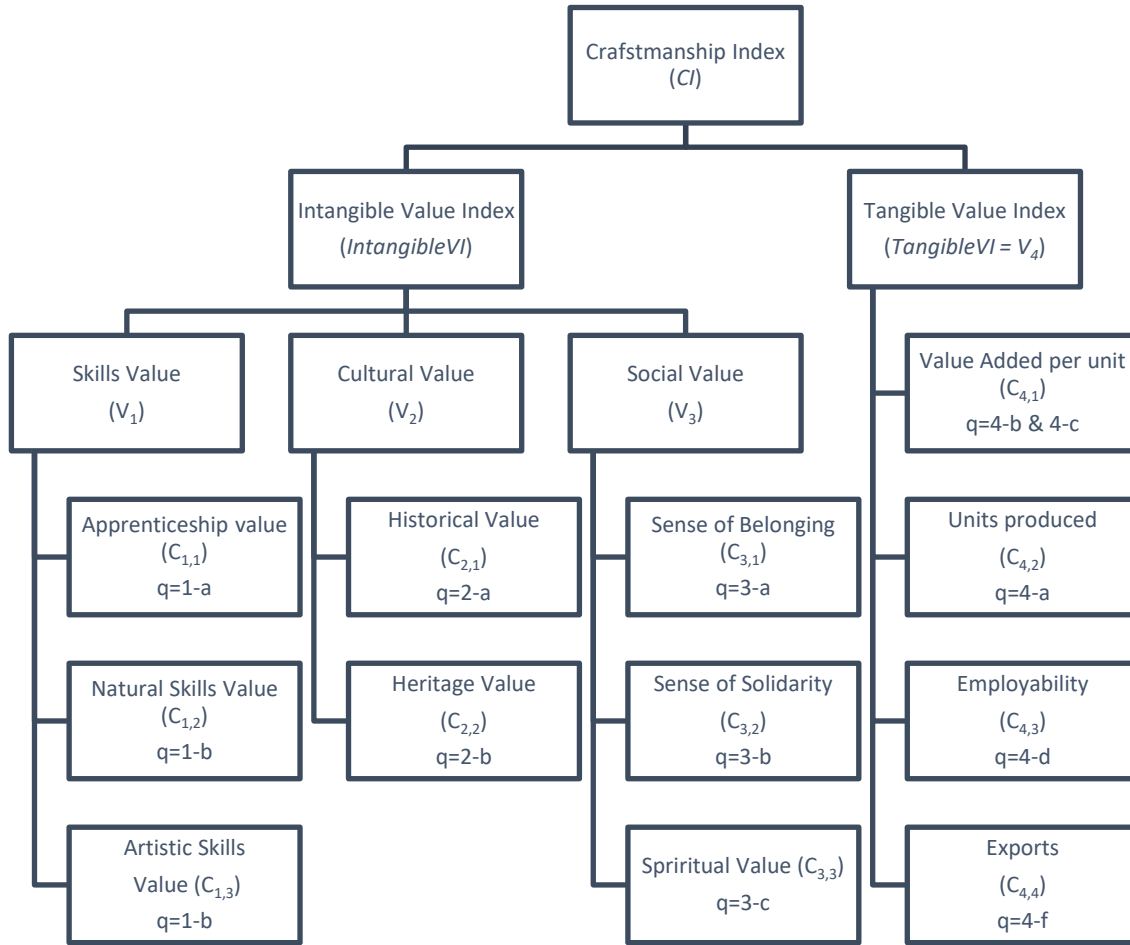 Crafstmanship Index
(CI)
Intangible Value Index
(IntangibleVI)
Tangible Value Index
(TangibleVI = V₄)
Skills Value
(V₁)
Cultural Value
(V₂)
Social Value
(V₃)
Value Added per unit
(C₄,₁)
q=4-b & 4-c
Apprenticeship value
(C₁,₁)
q=1-a
Historical Value
(C₂,₁)
q=2-a
Sense of Belonging
(C₃,₁)
q=3-a
Units produced
(C₄,₂)
q=4-a
Natural Skills Value
(C₁,₂)
q=1-b
Heritage Value
(C₂,₂)
q=2-b
Sense of Solidarity
(C₃,₂)
q=3-b
Employability
(C₄,₃)
q=4-d
Artistic Skills
Value (C₁,₃)
q=1-b
Spriritual Value (C₃,₃)
q=3-c
Exports
(C₄,₄)
q=4-f